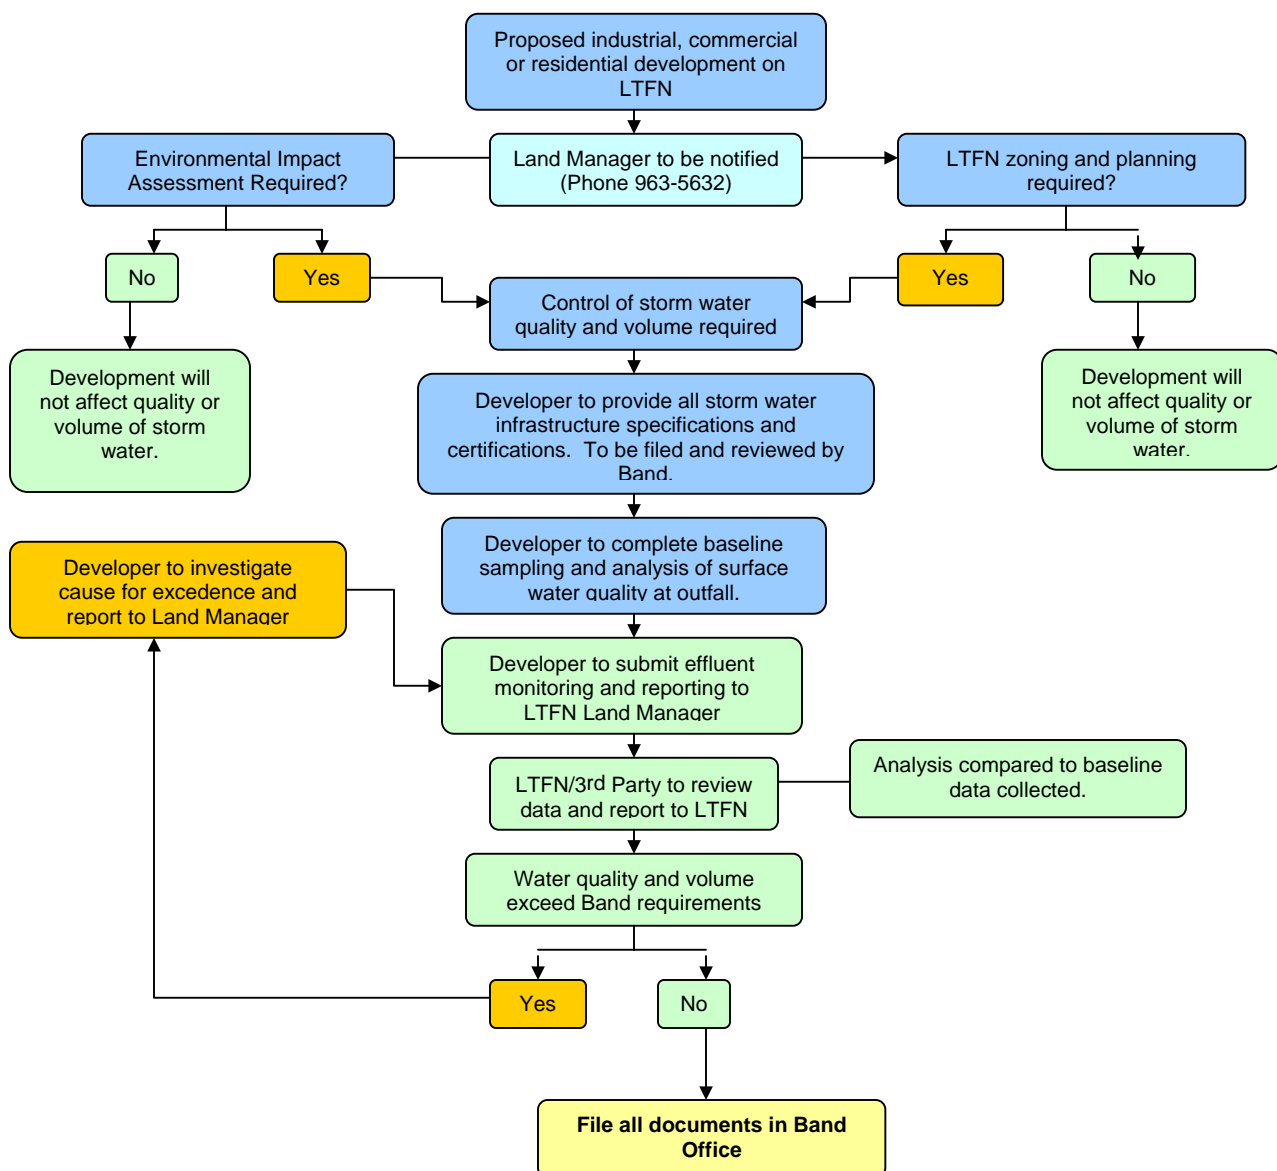 Proposed industrial, commercial
or residential development on
LTFN
Environmental Impact
Assessment Required?
Land Manager to be notified
(Phone 963-5632)
LTFN zoning and planning
required?
No
Yes
Yes
No
Control of storm water
quality and volume required
Development will
not affect quality or
volume of storm
water.
Development will
not affect quality or
volume of storm
water.
Developer to provide all storm water
infrastructure specifications and
certifications. To be filed and reviewed by
Band.
Developer to complete baseline
sampling and analysis of surface
water quality at outfall.
Developer to investigate
cause for excedence and
report to Land Manager
Developer to submit effluent
monitoring and reporting to
LTFN Land Manager
LTFN/3rd Party to review
data and report to LTFN
Analysis compared to baseline
data collected.
Water quality and volume
exceed Band requirements
Yes
No
File all documents in Band
Office